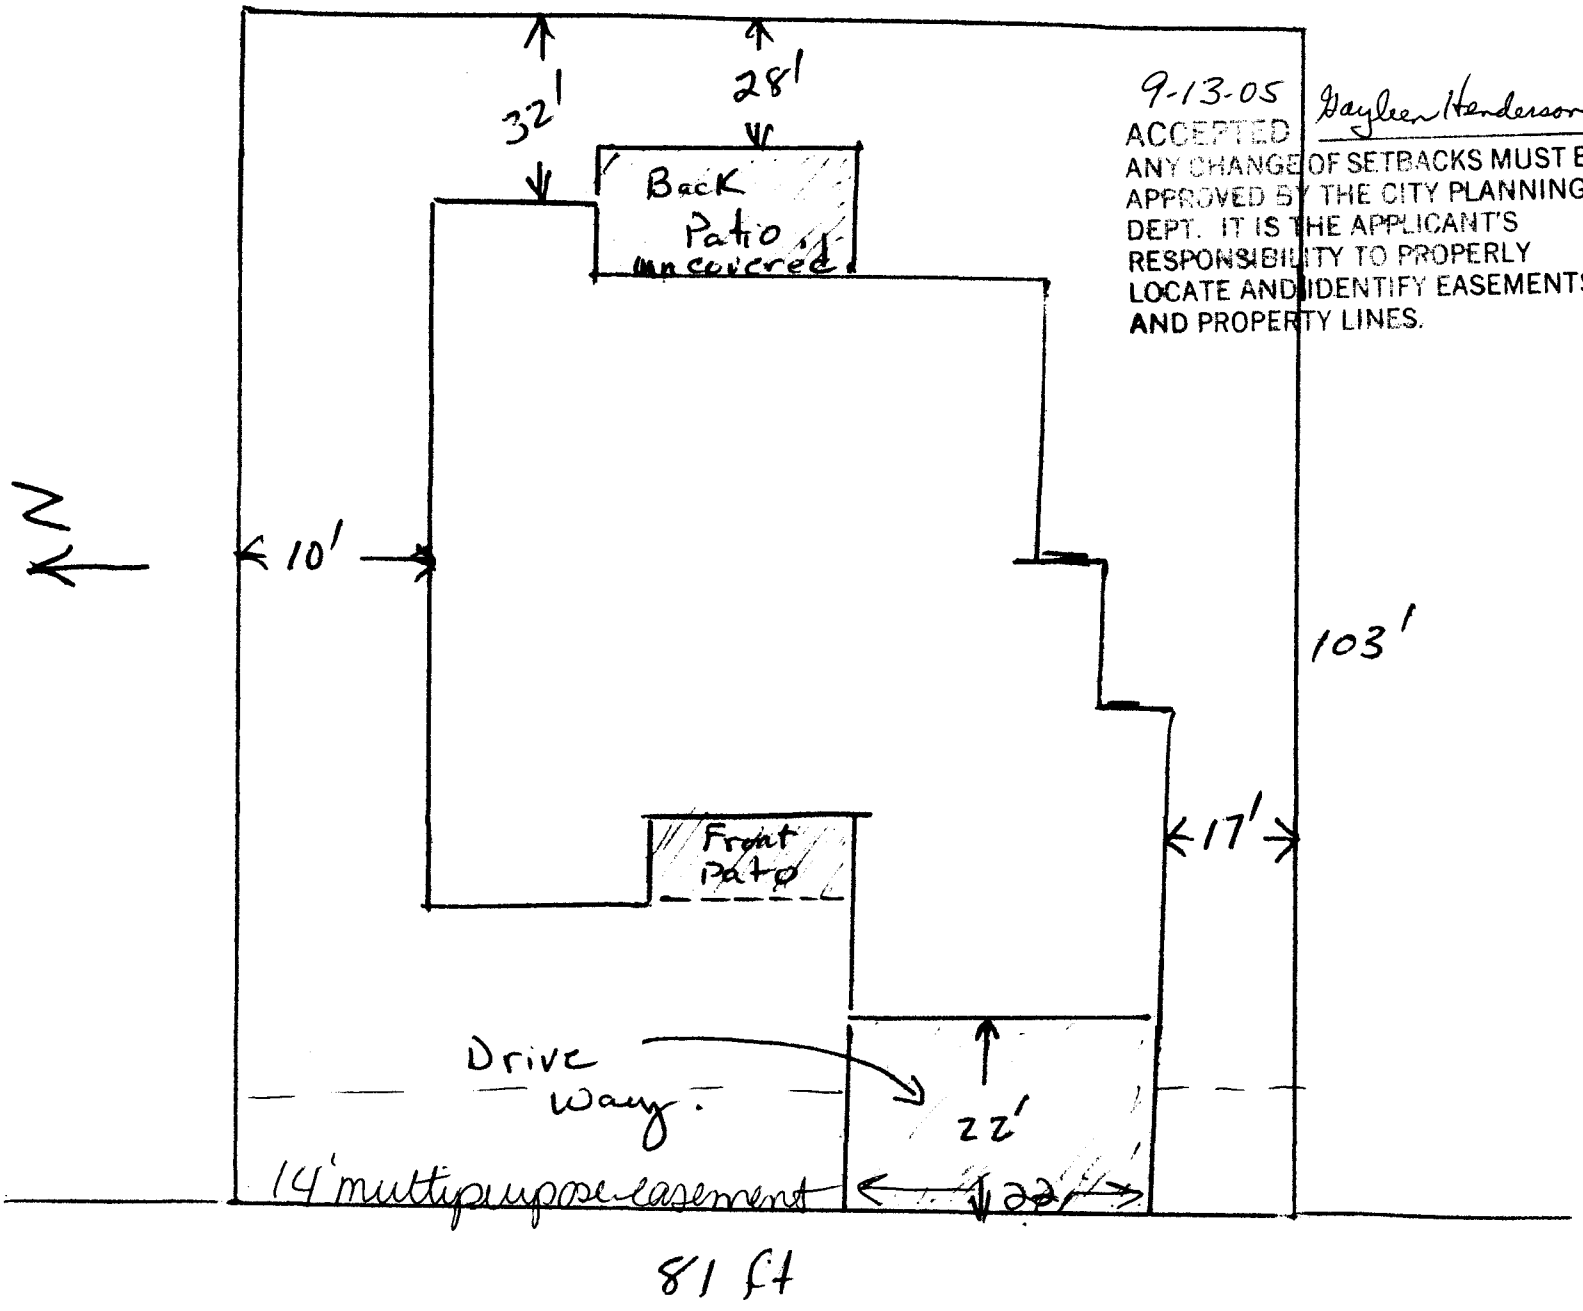 32'
28'
9-13-05 Gayleen Henderson
ACCEPTED
ANY CHANGE OF SETBACKS MUST B
APPROVED BY THE CITY PLANNING
DEPT. IT IS THE APPLICANT'S
RESPONSIBILITY TO PROPERLY
LOCATE AND IDENTIFY EASEMENTS
AND PROPERTY LINES.
Back
Patio
uncovered
N
10'
103'
17'
Front
Pato
Drive
way.
22'
14' multipurpose easement
22'
81 ft